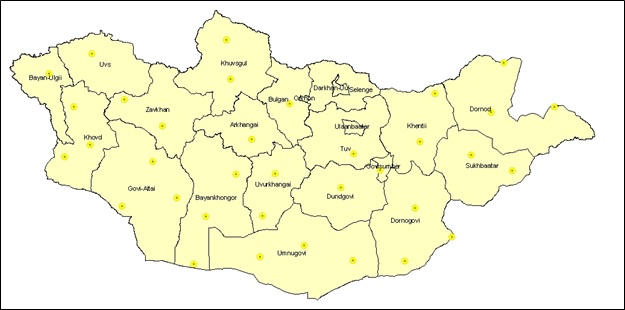 Uvs
Khuvsgul
Bayan-Ulgii
Darkhan-Uul
Selenge
Bulgan
Orkhon
Zavkhan
Dornod
Khovd
Arkhangai
Ulaanbaatar
Khentii
Tuv
Govisumber
Sukhbaatar
Govi-Altai
Bayankhongor
Uvurkhangai
Dundgovi
Dornogovi
Umnugovi